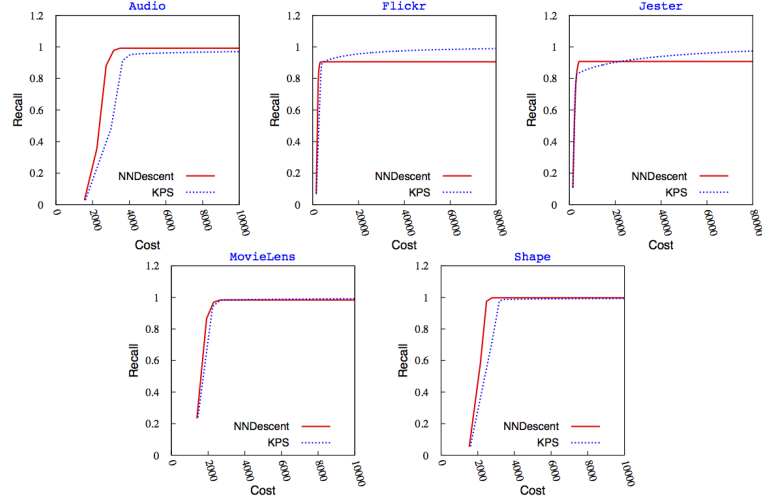 Audio
1.2
1
0.8
0.6
0.4
0.2
0
Recall
NNDescent
KPS
0
2000
4000
6000
8000
10000
Cost
Flickr
1.2
1
0.8
0.6
0.4
0.2
0
Recall
NNDescent
KPS
0
20000
40000
60000
80000
Cost
Jester
1.2
1
0.8
0.6
0.4
0.2
0
Recall
NNDescent
KPS
0
20000
40000
60000
80000
Cost
MovieLens
1.2
1
0.8
0.6
0.4
0.2
0
Recall
NNDescent
KPS
0
2000
4000
6000
8000
10000
Cost
Shape
1.2
1
0.8
0.6
0.4
0.2
0
Recall
NNDescent
KPS
0
2000
4000
6000
8000
10000
Cost